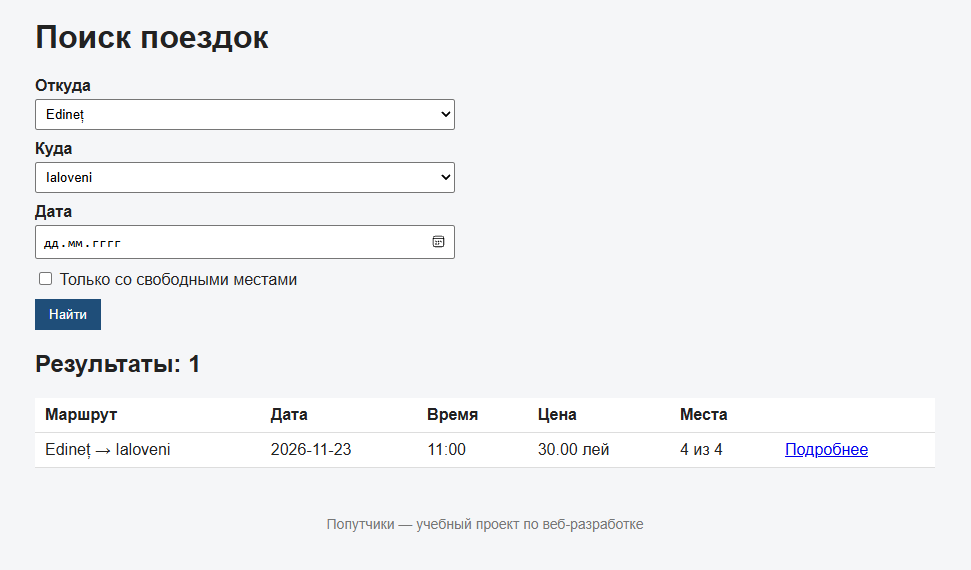 Поиск поездок
Откуда
Edineț
Куда
Ialoveni
Дата
дд.мм.гггг
Только со свободными местами
Найти
Результаты: 1
Маршрут Дата Время Цена Места
Edineț → Ialoveni 2026-11-23 11:00 30.00 лей 4 из 4 Подробнее
Попутчики — учебный проект по веб-разработке